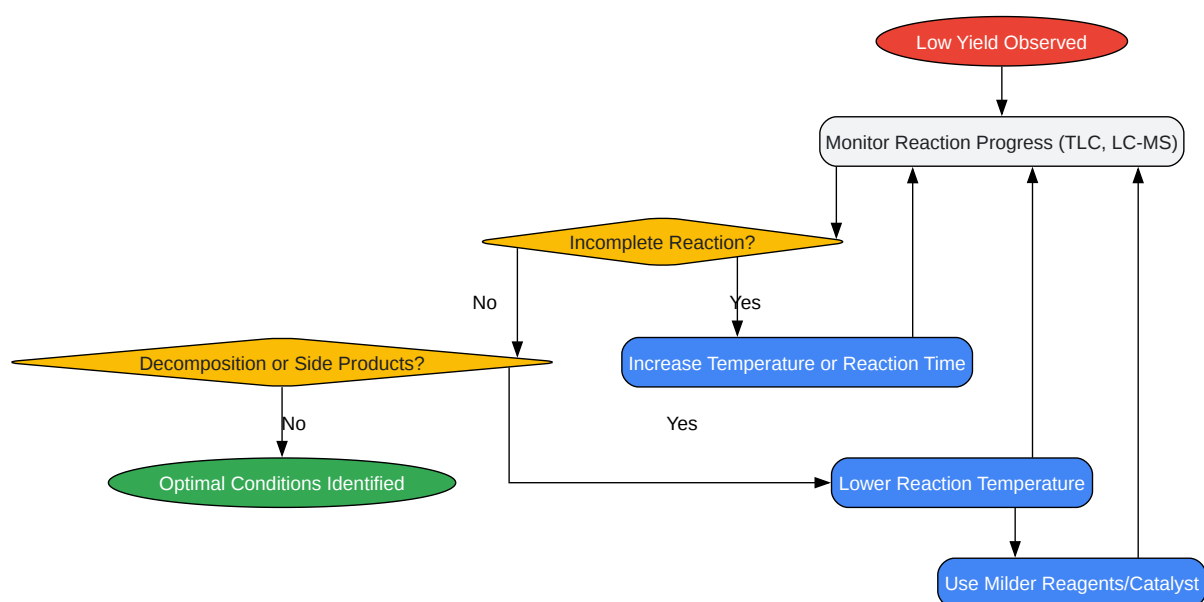 Low Yield Observed
Monitor Reaction Progress (TLC, LC-MS)
Incomplete Reaction?
No
Yes
Decomposition or Side Products?
Increase Temperature or Reaction Time
No
Yes
Optimal Conditions Identified
Lower Reaction Temperature
Use Milder Reagents/Catalyst